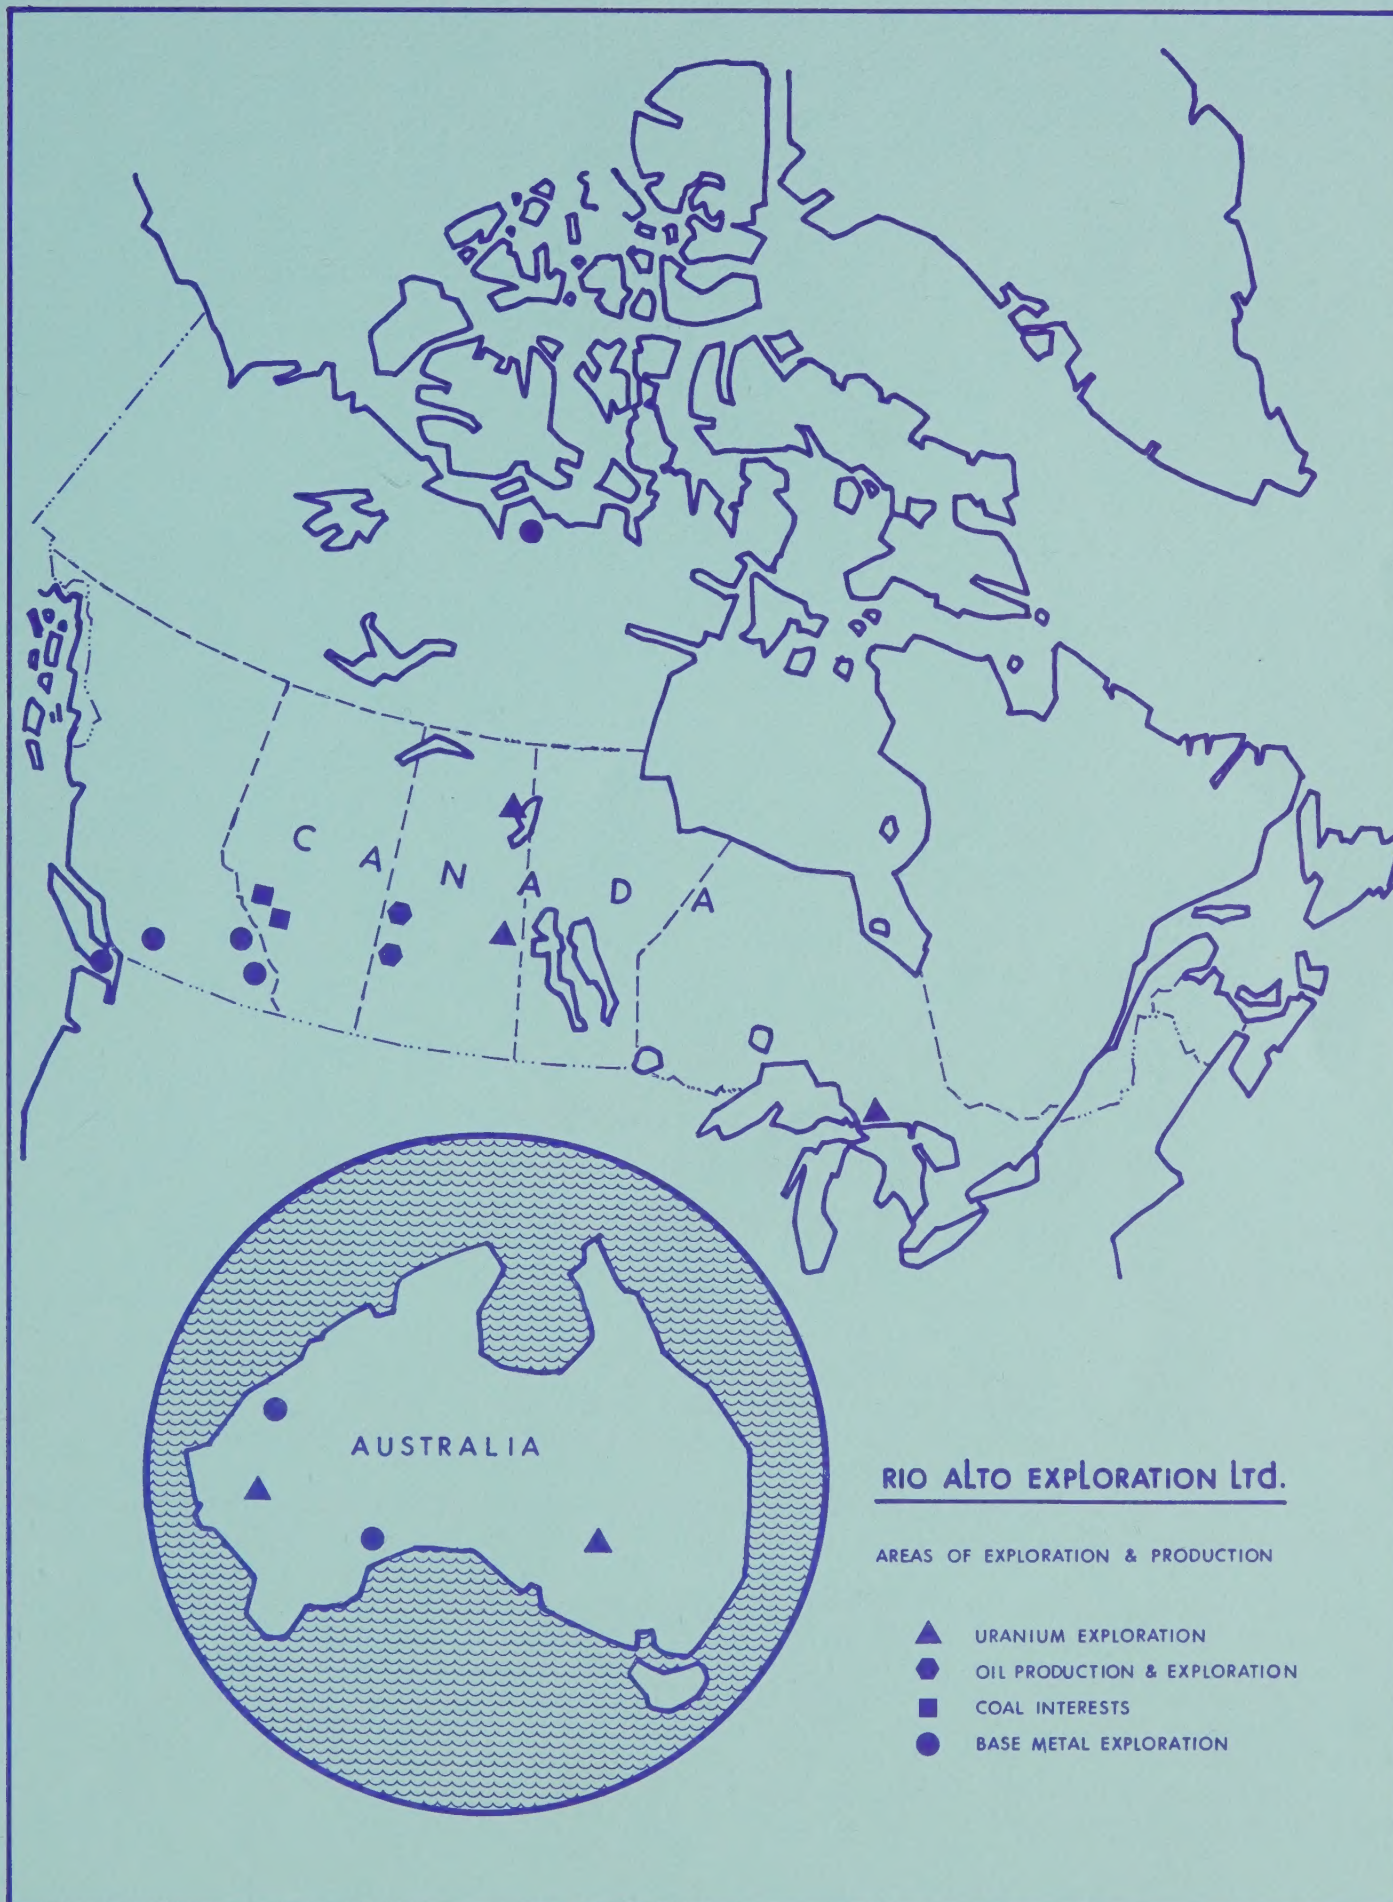 C A N A D A
AUSTRALIA
RIO ALTO EXPLORATION Ltd.
AREAS OF EXPLORATION & PRODUCTION
URANIUM EXPLORATION
OIL PRODUCTION & EXPLORATION
COAL INTERESTS
BASE METAL EXPLORATION